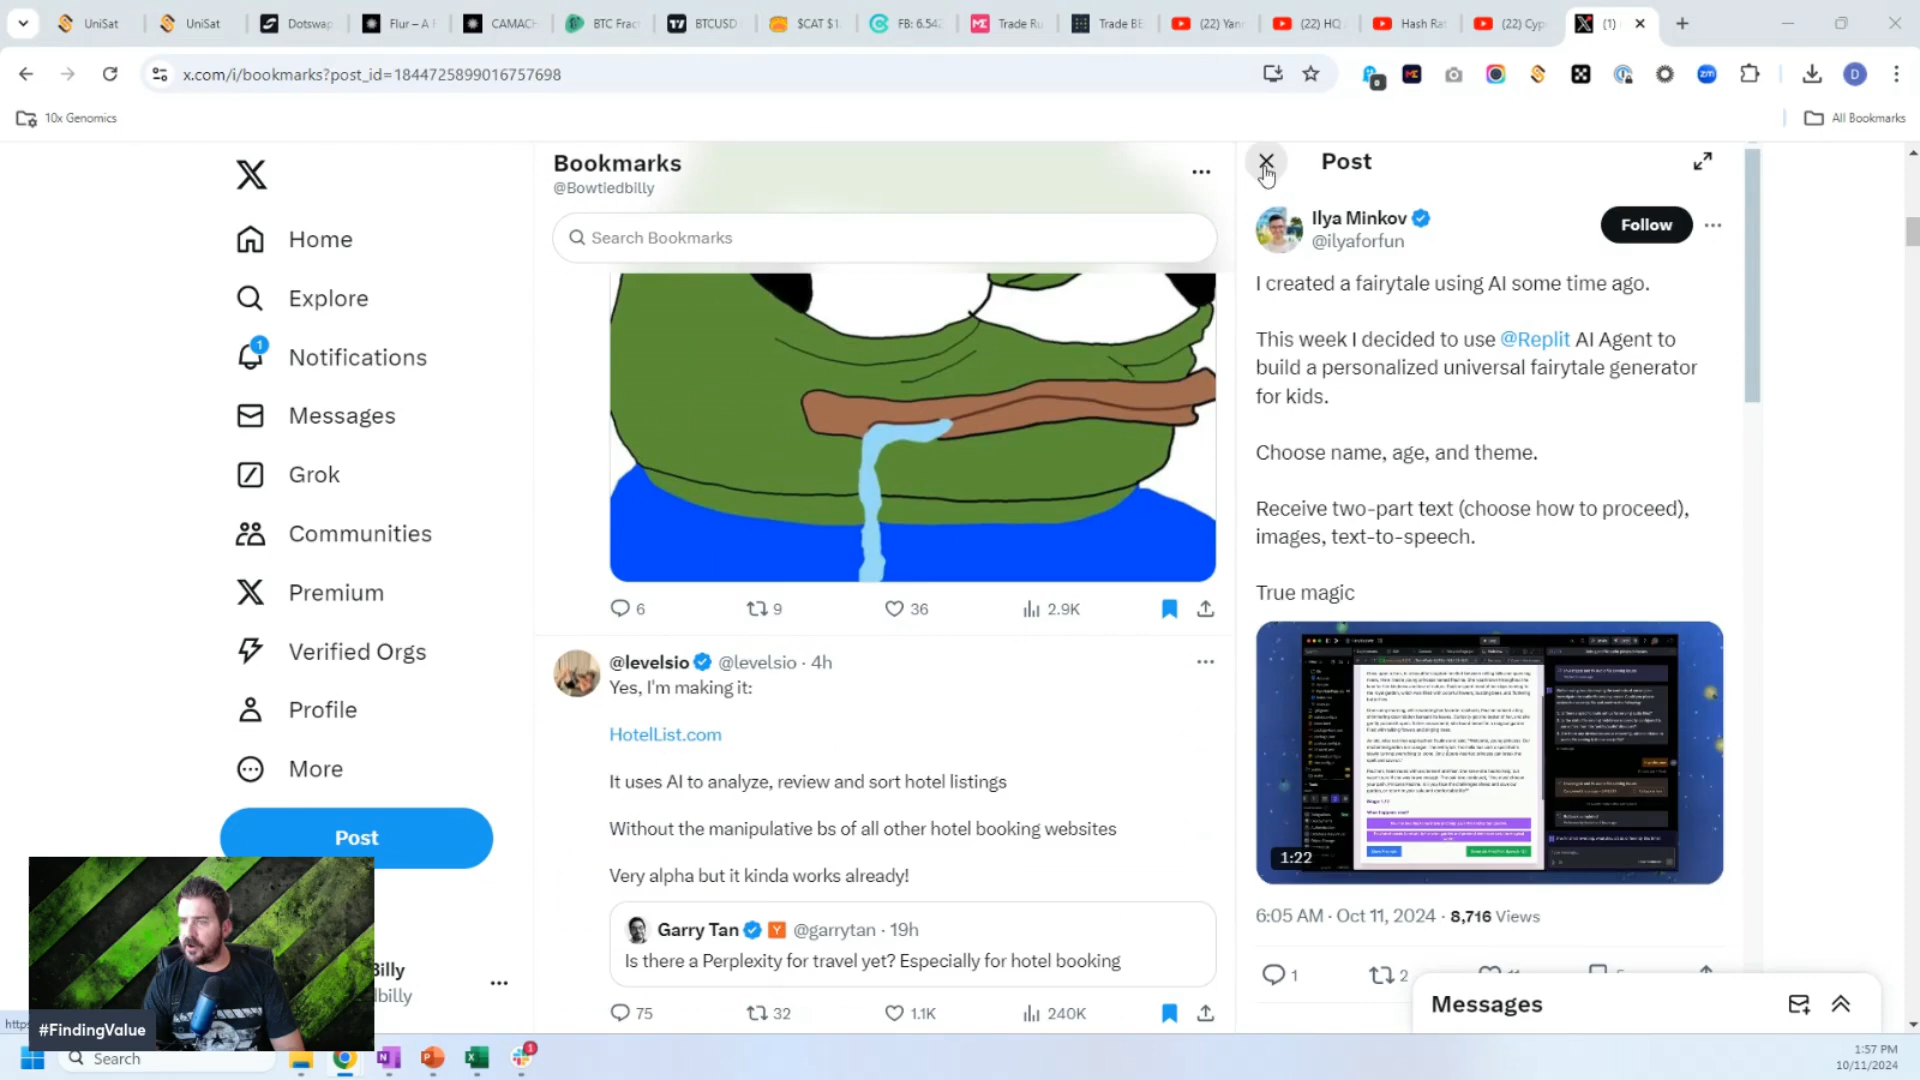 UniSat
UniSat
Dotswap
Flur – A F
CAMACH
BTC Frac
BTCUSD
$CAT $1.
FB: 6.542
Trade Ru
Trade BE
(22) Yan
(22) HQ
Hash Rat
(22) Cyp
(1)
x.com/i/bookmarks?post_id=1844725899016757698
10x Genomics
All Bookmarks
Home
Explore
1
Notifications
Messages
Grok
Communities
Premium
Verified Orgs
Profile
More
Post
Billy
#FindingValue
Bookmarks
@Bowtiedbilly
Search Bookmarks
6 9 36 2.9K
@levelsio @levelsio · 4h
Yes, I'm making it:
HotelList.com
It uses AI to analyze, review and sort hotel listings
Without the manipulative bs of all other hotel booking websites
Very alpha but it kinda works already!
Garry Tan @garrytan · 19h
Is there a Perplexity for travel yet? Especially for hotel booking
75 32 1.1K 240K
Post
Ilya Minkov
@ilyaforfun
Follow
I created a fairytale using AI some time ago.
This week I decided to use @Replit AI Agent to
build a personalized universal fairytale generator
for kids.
Choose name, age, and theme.
Receive two-part text (choose how to proceed),
images, text-to-speech.
True magic
1:22
6:05 AM · Oct 11, 2024 · 8,716 Views
1 2
Messages
Search
1:57 PM
10/11/2024